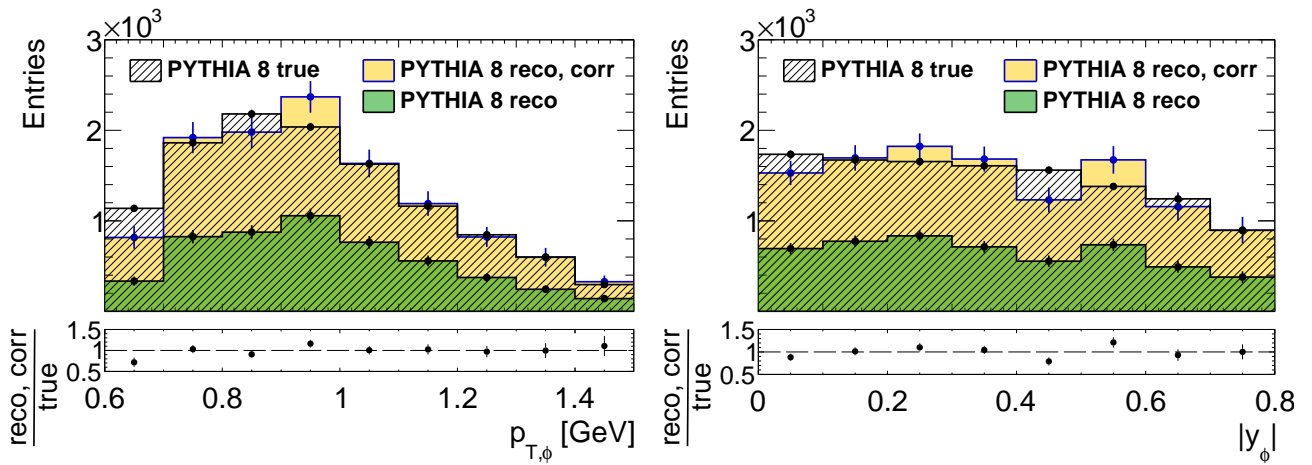 ×10³
3
2
1
Entries
PYTHIA 8 true
PYTHIA 8 reco, corr
PYTHIA 8 reco
1.5
1
0.5
reco, corr
true
0.6 0.8 1 1.2 1.4
p_{T,ϕ} [GeV]
×10³
3
2
1
Entries
PYTHIA 8 true
PYTHIA 8 reco, corr
PYTHIA 8 reco
1.5
1
0.5
reco, corr
true
0 0.2 0.4 0.6 0.8
|y_ϕ|